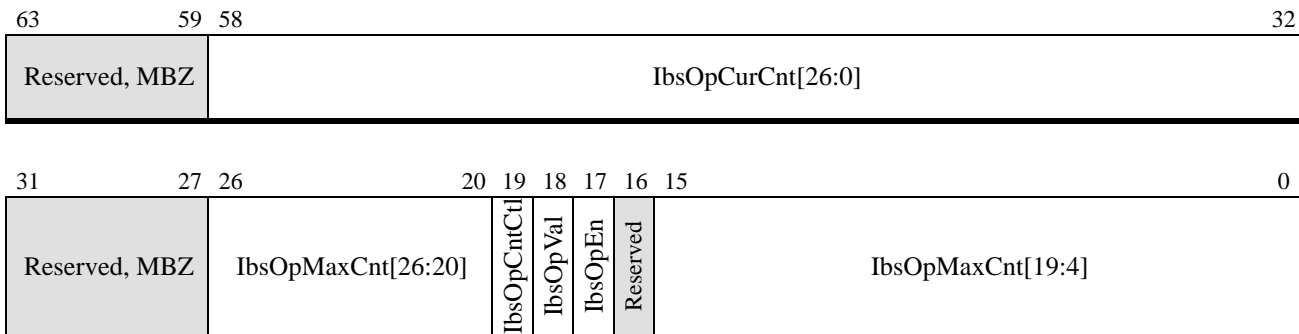 63 59 58 32
Reserved, MBZ IbsOpCurCnt[26:0]
31 27 26 20 19 18 17 16 15 0
Reserved, MBZ IbsOpMaxCnt[26:20] IbsOpCntCtl IbsOpVal IbsOpEn Reserved IbsOpMaxCnt[19:4]